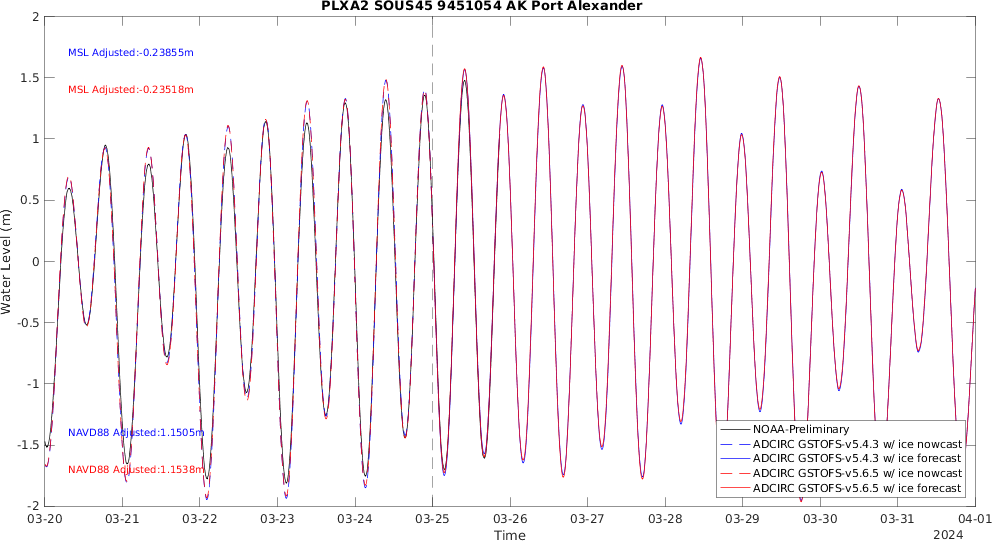 PLXA2 SOUS45 9451054 AK Port Alexander
2
MSL Adjusted:-0.23855m
1.5
MSL Adjusted:-0.23518m
1
0.5
0
Water Level (m)
-0.5
-1
NAVD88 Adjusted:1.1505m
-1.5
NAVD88 Adjusted:1.1538m
-2
NOAA-Preliminary
ADCIRC GSTOFS-v5.4.3 w/ ice nowcast
ADCIRC GSTOFS-v5.4.3 w/ ice forecast
ADCIRC GSTOFS-v5.6.5 w/ ice nowcast
ADCIRC GSTOFS-v5.6.5 w/ ice forecast
03-20 03-21 03-22 03-23 03-24 03-25 03-26 03-27 03-28 03-29 03-30 03-31 04-01
Time
2024